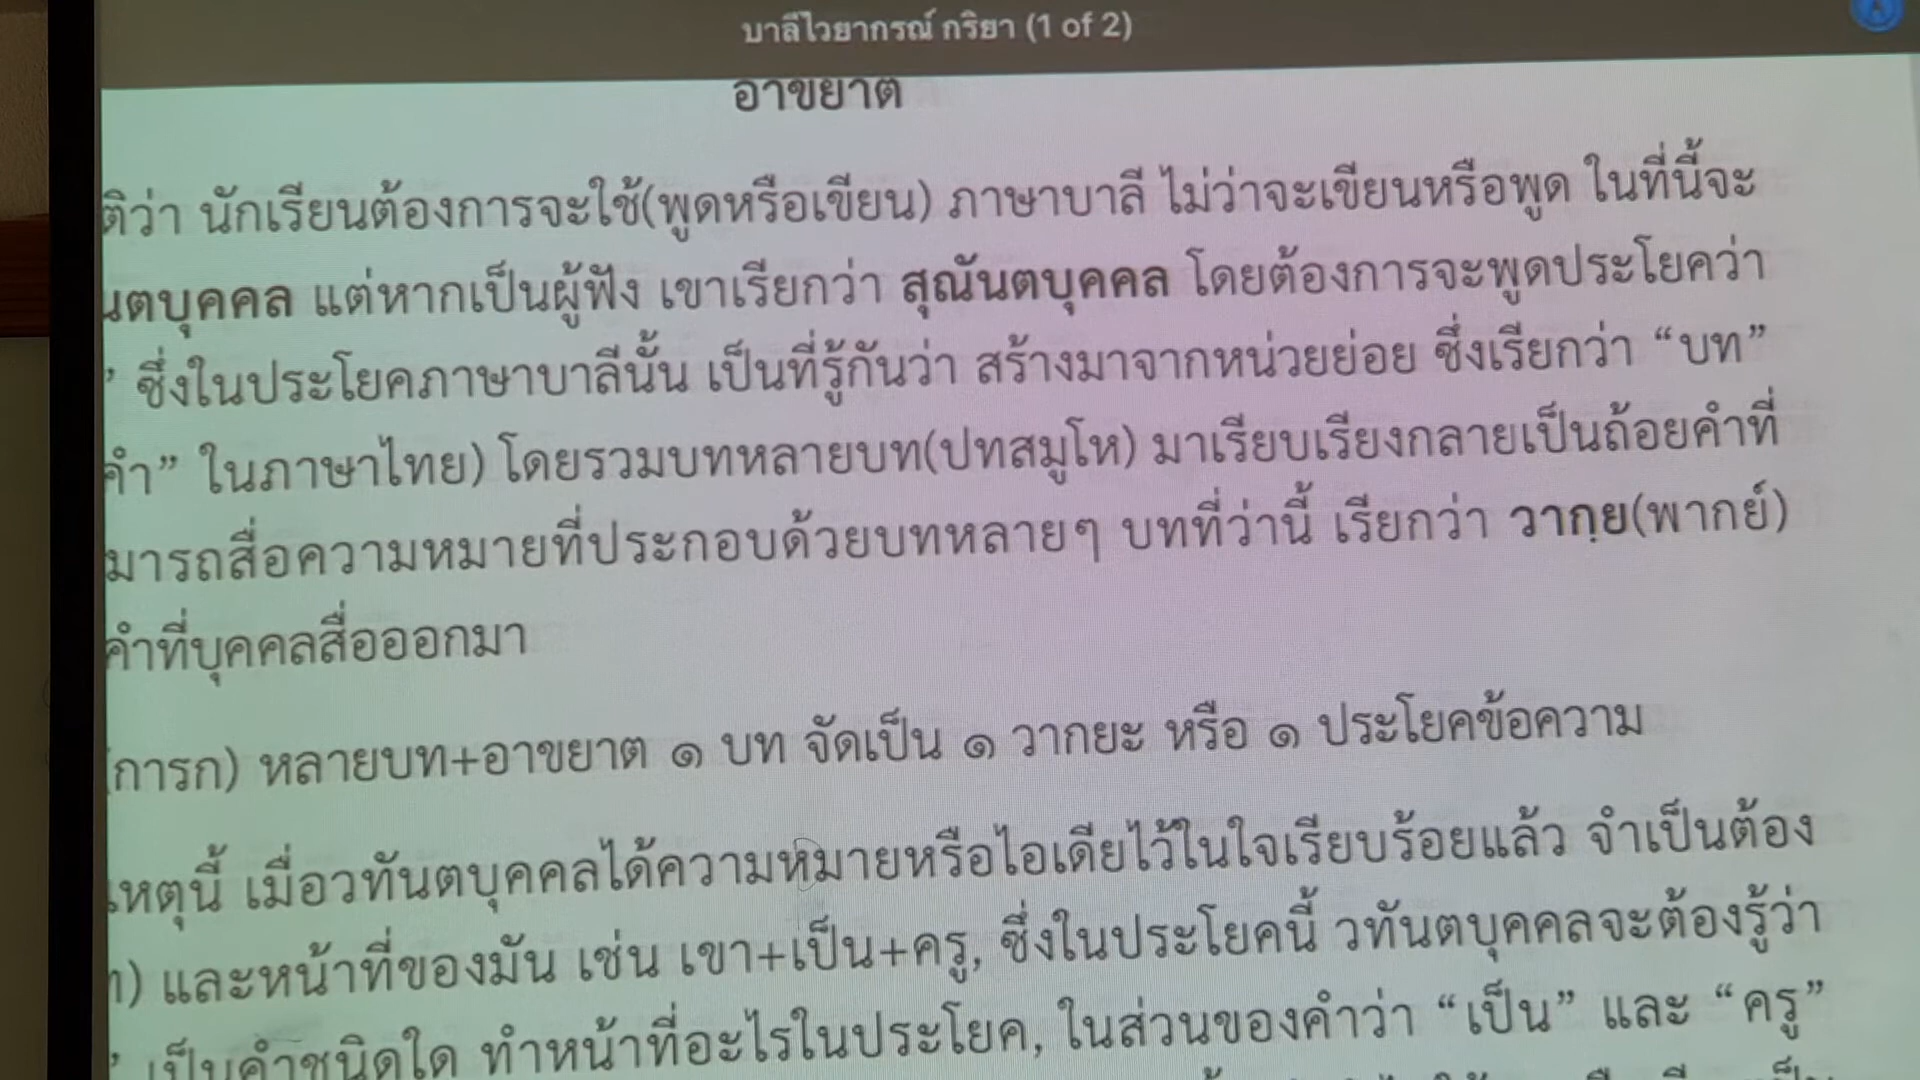 บาลีไวยากรณ์ กริยา (1 of 2)
อาขยาต
ติว่า นักเรียนต้องการจะใช้(พูดหรือเขียน) ภาษาบาลี ไม่ว่าจะเขียนหรือพูด ในที่นี้จะ
นตบุคคล แต่หากเป็นผู้ฟัง เขาเรียกว่า สุณันตบุคคล โดยต้องการจะพูดประโยคว่า
” ซึ่งในประโยคภาษาบาลีนั้น เป็นที่รู้กันว่า สร้างมาจากหน่วยย่อย ซึ่งเรียกว่า “บท”
คำ” ในภาษาไทย) โดยรวมบทหลายบท(ปทสมูโห) มาเรียบเรียงกลายเป็นถ้อยคำที่
มารถสื่อความหมายที่ประกอบด้วยบทหลายๆ บทที่ว่านี้ เรียกว่า วากฺย(พากย์)
คำที่บุคคลสื่อออกมา
(การก) หลายบท+อาขยาต ๑ บท จัดเป็น ๑ วากยะ หรือ ๑ ประโยคข้อความ
เหตุนี้ เมื่อวทันตบุคคลได้ความหมายหรือไอเดียไว้ในใจเรียบร้อยแล้ว จำเป็นต้อง
) และหน้าที่ของมัน เช่น เขา+เป็น+ครู, ซึ่งในประโยคนี้ วทันตบุคคลจะต้องรู้ว่า
” เป็นคำชนิดใด ทำหน้าที่อะไรในประโยค, ในส่วนของคำว่า “เป็น” และ “ครู”